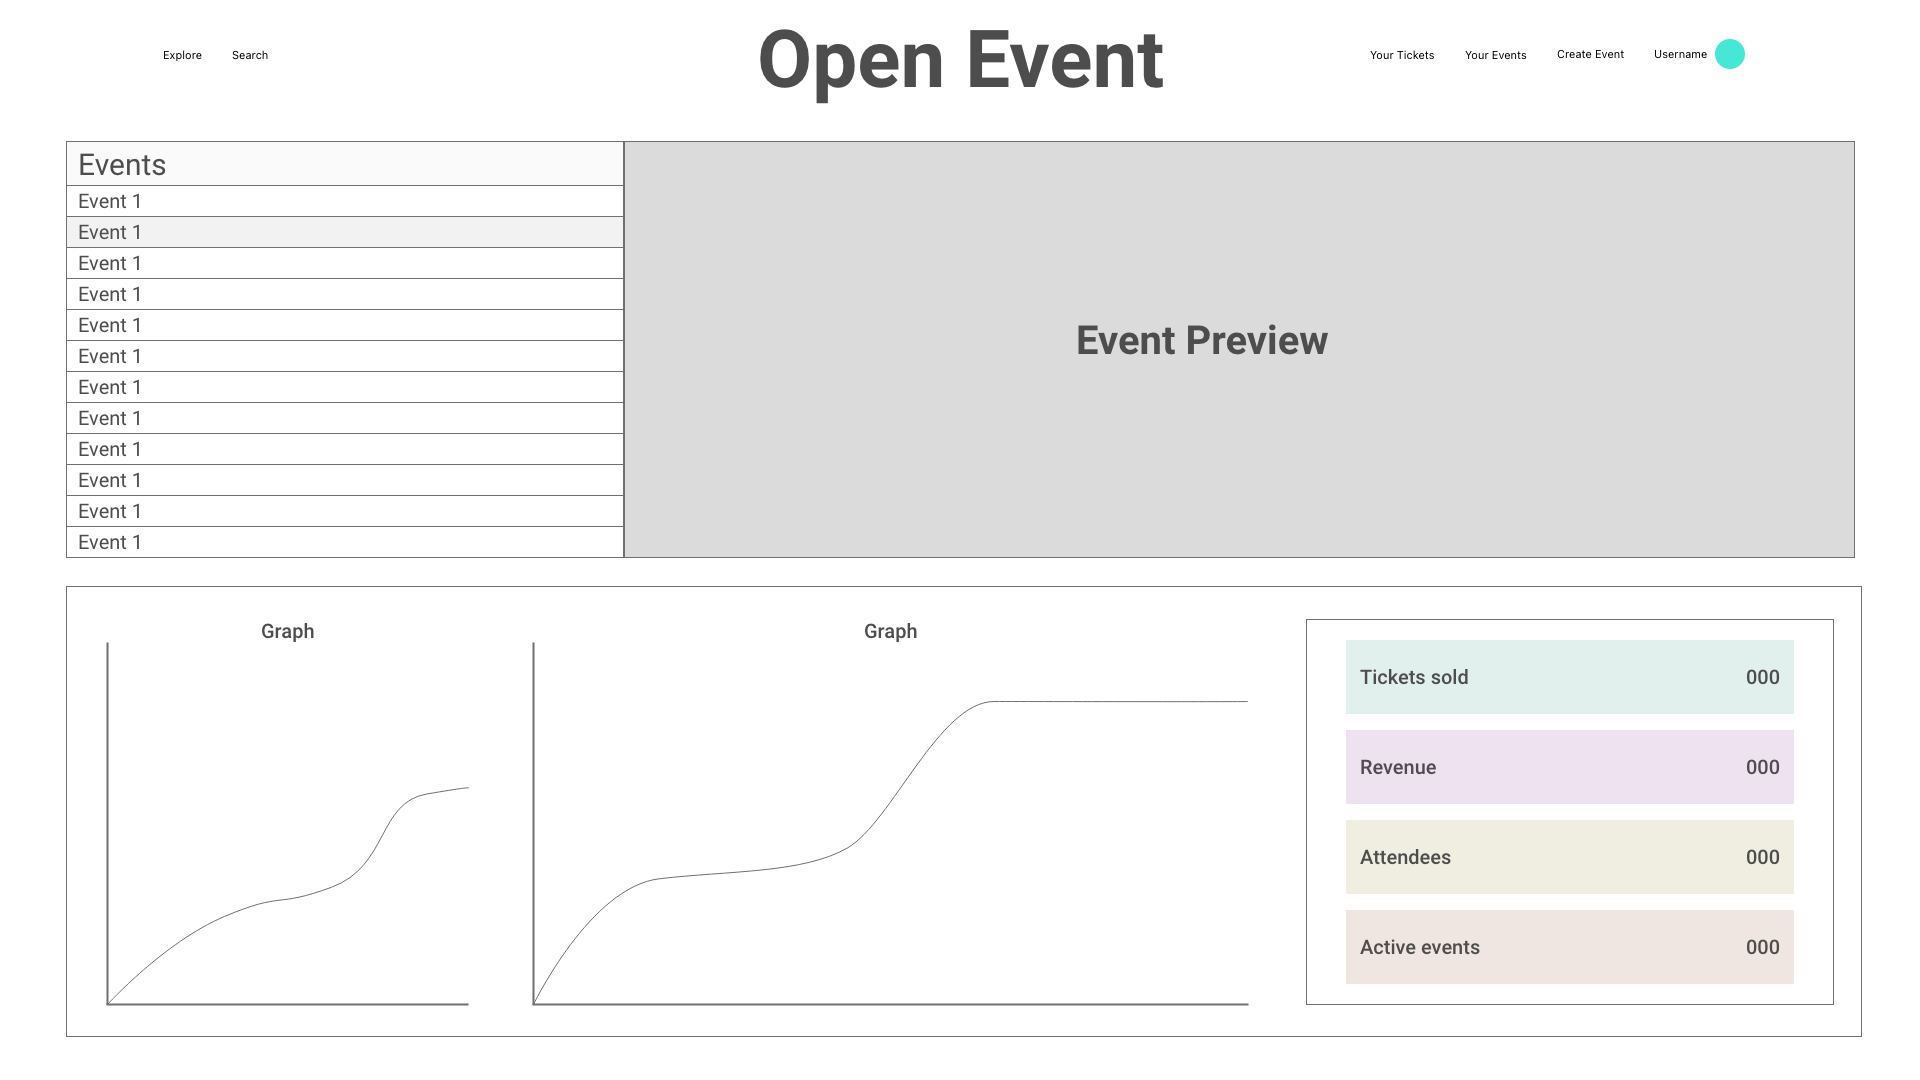 Explore
Search
Open Event
Your Tickets
Your Events
Create Event
Username
Events
Event 1
Event 1
Event 1
Event 1
Event 1
Event 1
Event 1
Event 1
Event 1
Event 1
Event 1
Event 1
Event Preview
Graph
Graph
Tickets sold 000
Revenue 000
Attendees 000
Active events 000